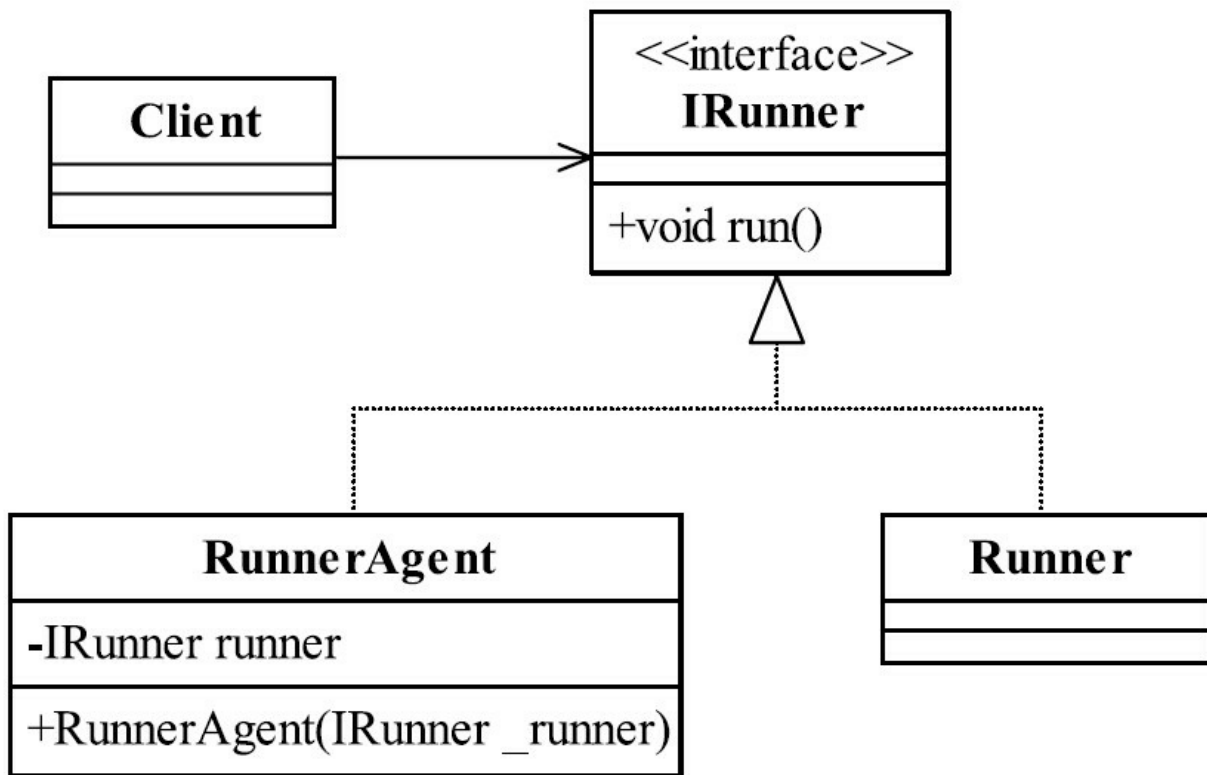 Client
<<interface>>
IRunner
+void run()
RunnerAgent
-IRunner runner
+RunnerAgent(IRunner _runner)
Runner